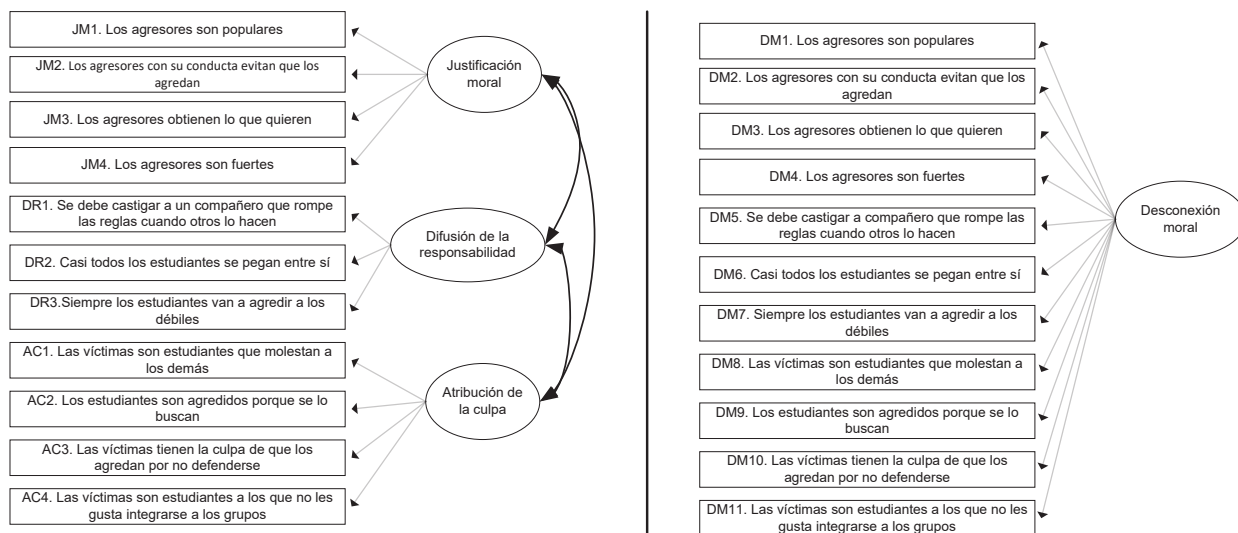 JM1. Los agresores son populares
JM2. Los agresores con su conducta evitan que los
agredan
JM3. Los agresores obtienen lo que quieren
JM4. Los agresores son fuertes
DR1. Se debe castigar a un compañero que rompe
las reglas cuando otros lo hacen
DR2. Casi todos los estudiantes se pegan entre sí
DR3.Siempre los estudiantes van a agredir a los
débiles
AC1. Las víctimas son estudiantes que molestan a
los demás
AC2. Los estudiantes son agredidos porque se lo
buscan
AC3. Las víctimas tienen la culpa de que los
agredan por no defenderse
AC4. Las víctimas son estudiantes a los que no les
gusta integrarse a los grupos
Justificación
moral
Difusión de la
responsabilidad
Atribución de
la culpa
DM1. Los agresores son populares
DM2. Los agresores con su conducta evitan que los
agredan
DM3. Los agresores obtienen lo que quieren
DM4. Los agresores son fuertes
DM5. Se debe castigar a compañero que rompe las
reglas cuando otros lo hacen
DM6. Casi todos los estudiantes se pegan entre sí
DM7. Siempre los estudiantes van a agredir a los
débiles
DM8. Las víctimas son estudiantes que molestan a
los demás
DM9. Los estudiantes son agredidos porque se lo
buscan
DM10. Las víctimas tienen la culpa de que los
agredan por no defenderse
DM11. Las víctimas son estudiantes a los que no les
gusta integrarse a los grupos
Desconexión
moral